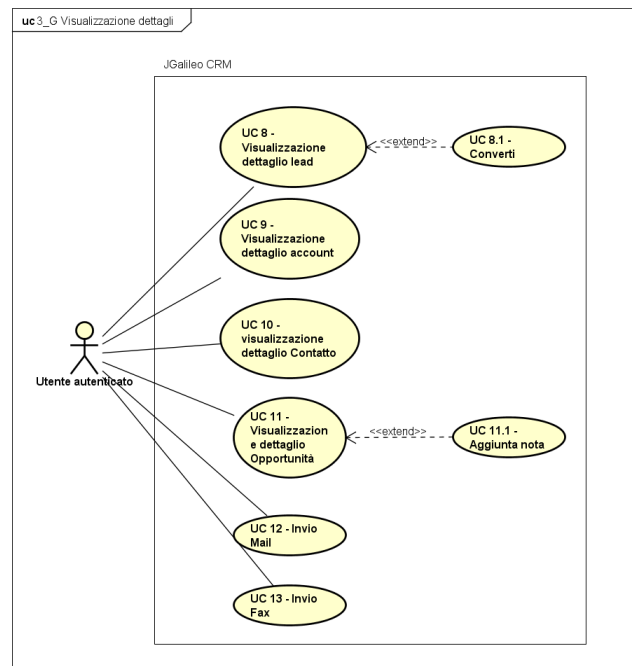 uc 3_G Visualizzazione dettagli
JGalileo CRM
UC 8 -
Visualizzazione
dettaglio lead
<<extend>>
UC 8.1 -
Converti
UC 9 -
Visualizzazione
dettaglio account
UC 10 -
visualizzazione
dettaglio Contatto
Utente autenticato
UC 11 -
Visualizzazion
e dettaglio
Opportunità
<<extend>>
UC 11.1 -
Aggiunta nota
UC 12 - Invio
Mail
UC 13 - Invio
Fax